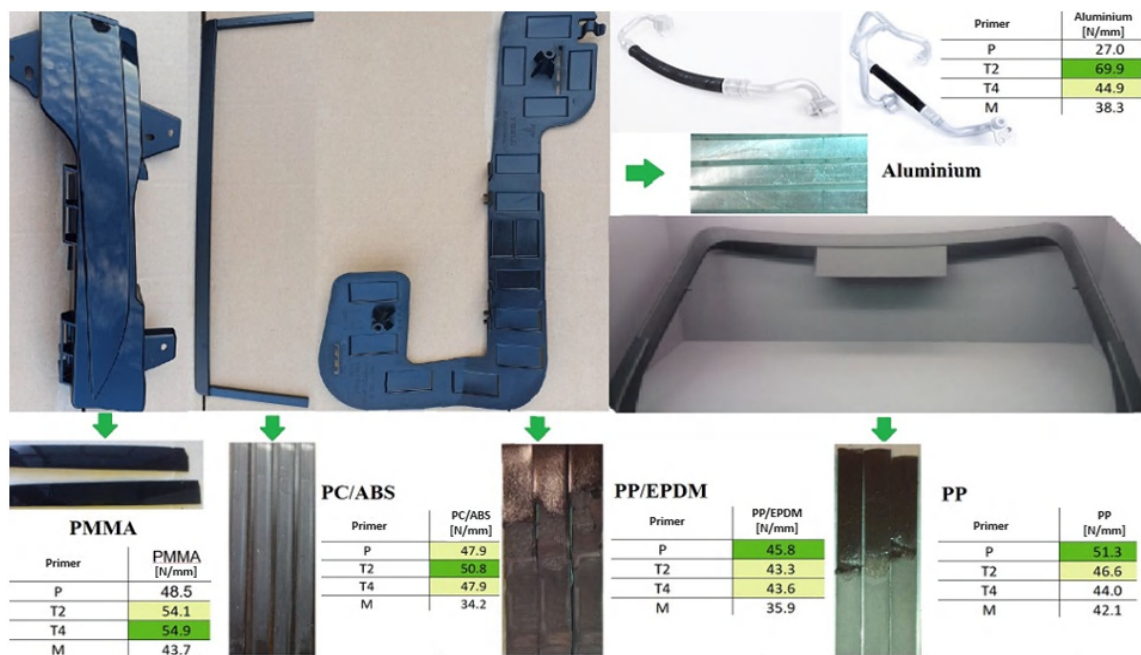 Primer Aluminium
[N/mm]
P 27.0
T2 69.9
T4 44.9
M 38.3
Aluminium
PMMA
Primer PMMA
[N/mm]
P 48.5
T2 54.1
T4 54.9
M 43.7
PC/ABS
Primer PC/ABS
[N/mm]
P 47.9
T2 50.8
T4 47.9
M 34.2
PP/EPDM
Primer PP/EPDM
[N/mm]
P 45.8
T2 43.3
T4 43.6
M 35.9
PP
Primer PP
[N/mm]
P 51.3
T2 46.6
T4 44.0
M 42.1